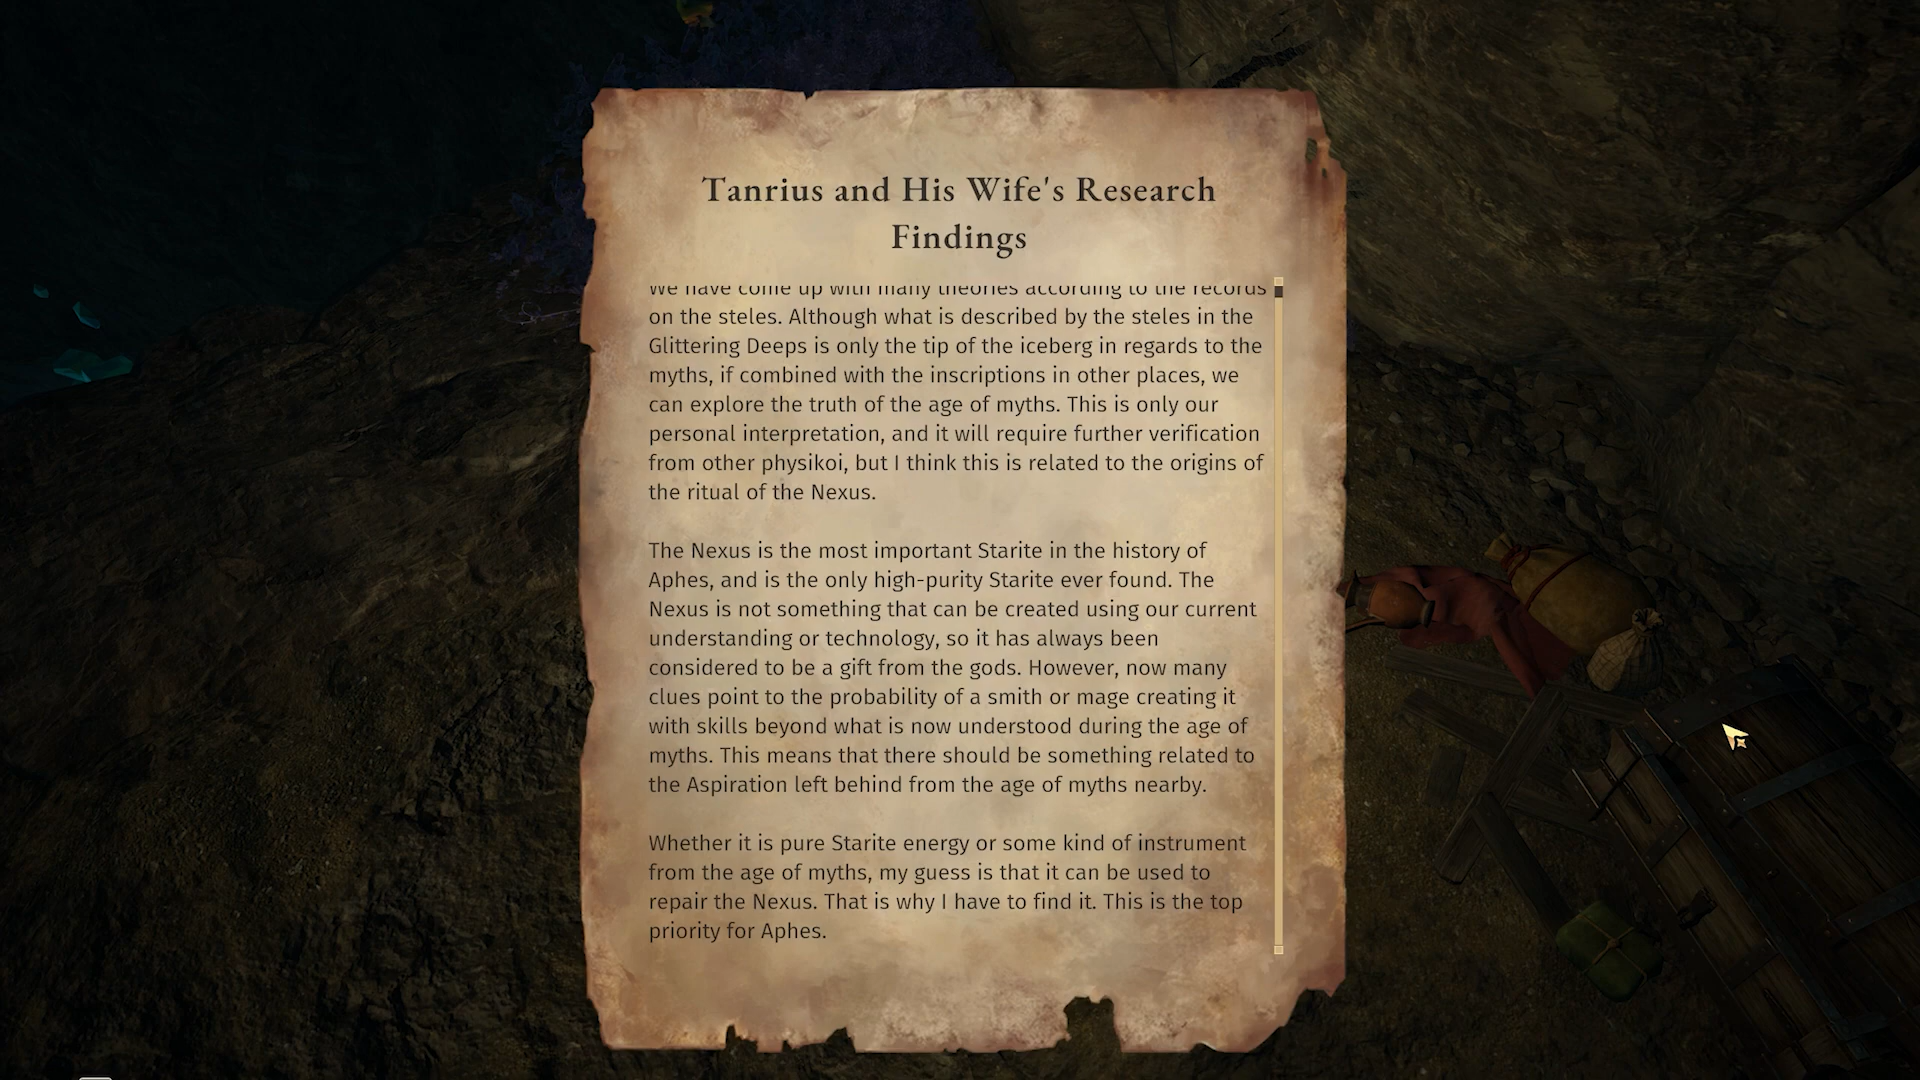 Tanrius and His Wife's Research
Findings
We have come up with many theories according to the records
on the steles. Although what is described by the steles in the
Glittering Deeps is only the tip of the iceberg in regards to the
myths, if combined with the inscriptions in other places, we
can explore the truth of the age of myths. This is only our
personal interpretation, and it will require further verification
from other physikoi, but I think this is related to the origins of
the ritual of the Nexus.
The Nexus is the most important Starite in the history of
Aphes, and is the only high-purity Starite ever found. The
Nexus is not something that can be created using our current
understanding or technology, so it has always been
considered to be a gift from the gods. However, now many
clues point to the probability of a smith or mage creating it
with skills beyond what is now understood during the age of
myths. This means that there should be something related to
the Aspiration left behind from the age of myths nearby.
Whether it is pure Starite energy or some kind of instrument
from the age of myths, my guess is that it can be used to
repair the Nexus. That is why I have to find it. This is the top
priority for Aphes.